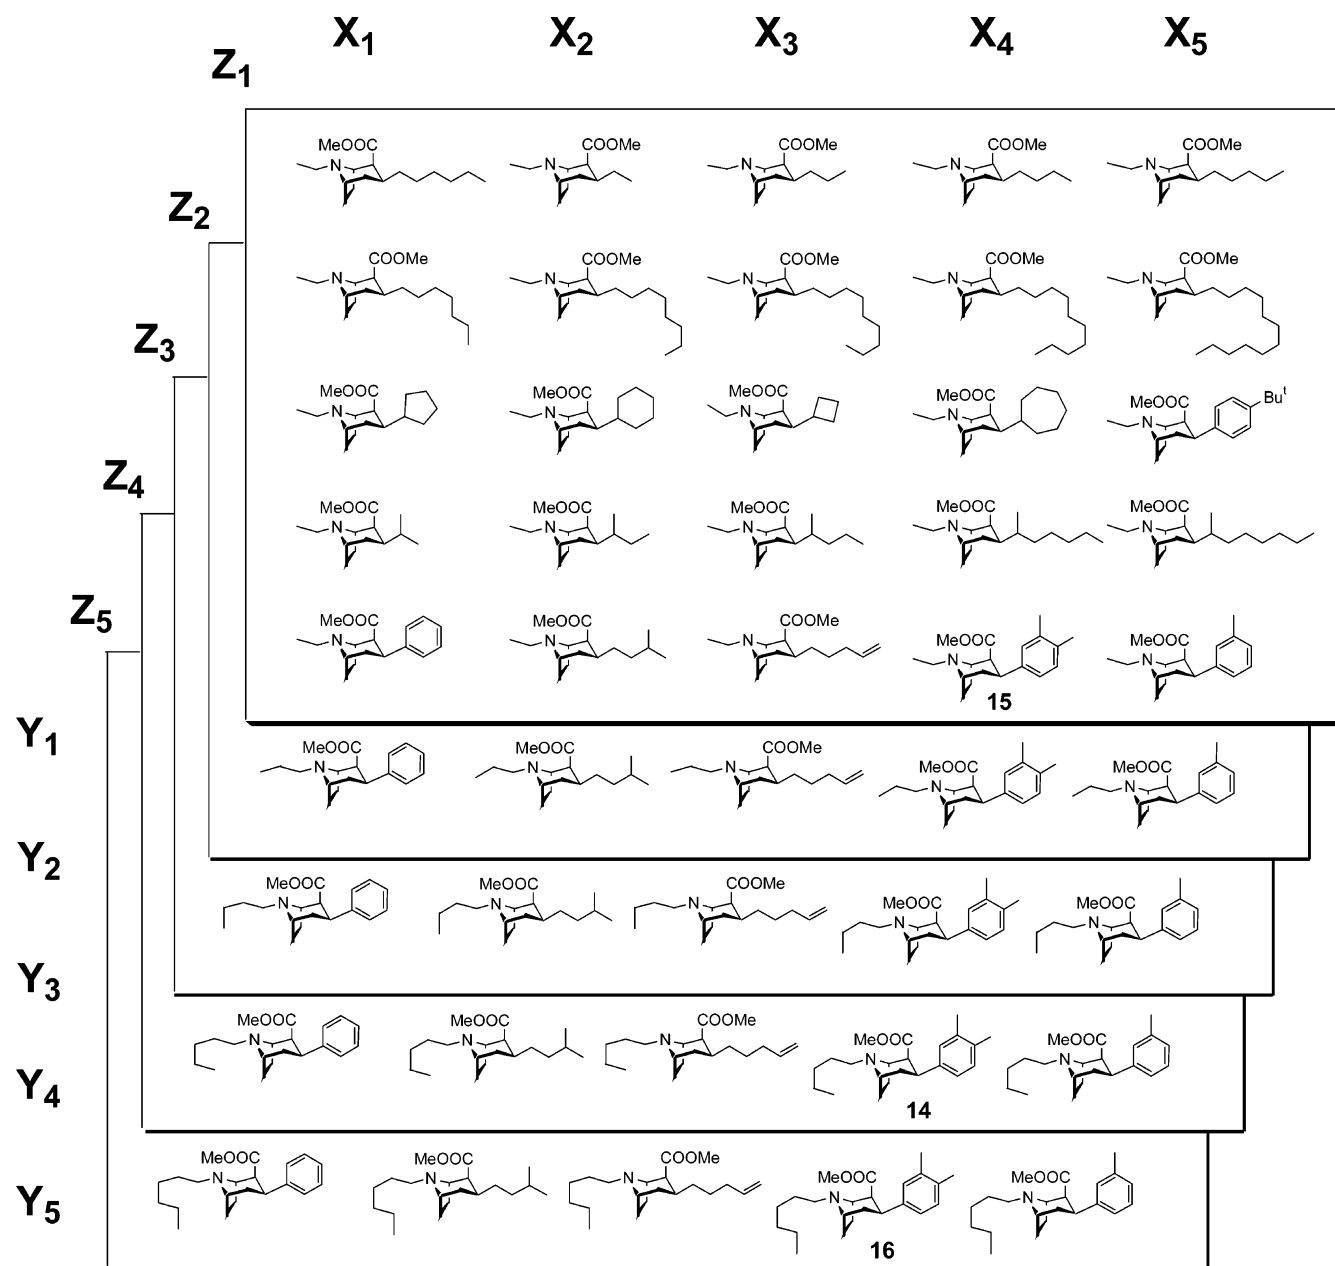 X1 X2 X3 X4 X5
Z1
MeOOC COOMe COOMe COOMe COOMe
N N N N N
Z2
COOMe COOMe COOMe COOMe COOMe
N N N N N
Z3
MeOOC MeOOC MeOOC MeOOC MeOOC Bu^t
N N N N N
Z4
MeOOC MeOOC MeOOC MeOOC MeOOC
N N N N N
Z5
MeOOC MeOOC COOMe MeOOC MeOOC
N N N N N
15
Y1
MeOOC MeOOC COOMe MeOOC MeOOC
N N N N N
Y2
MeOOC MeOOC COOMe MeOOC MeOOC
N N N N N
Y3
MeOOC MeOOC COOMe MeOOC MeOOC
N N N N N
Y4
14
MeOOC MeOOC COOMe MeOOC MeOOC
N N N N N
Y5
16